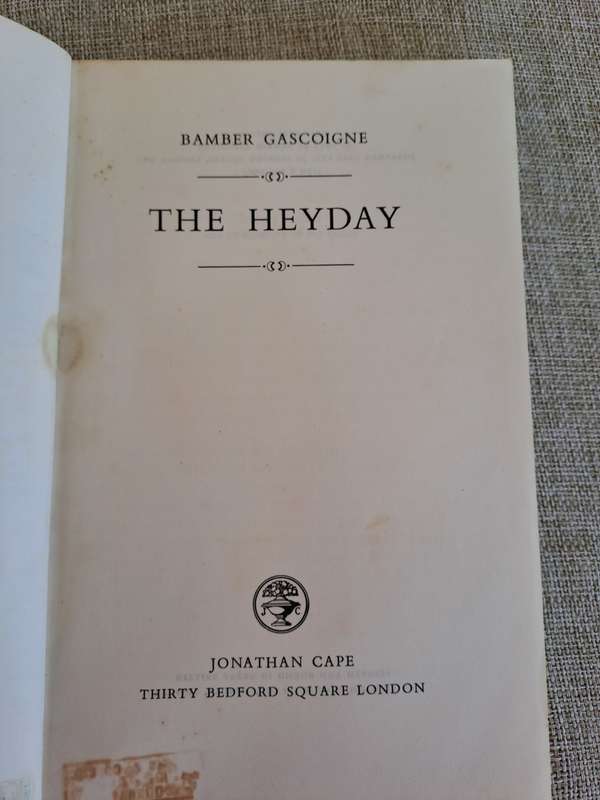 BAMBER GASCOIGNE
THE HEYDAY
J C
JONATHAN CAPE
THIRTY BEDFORD SQUARE LONDON